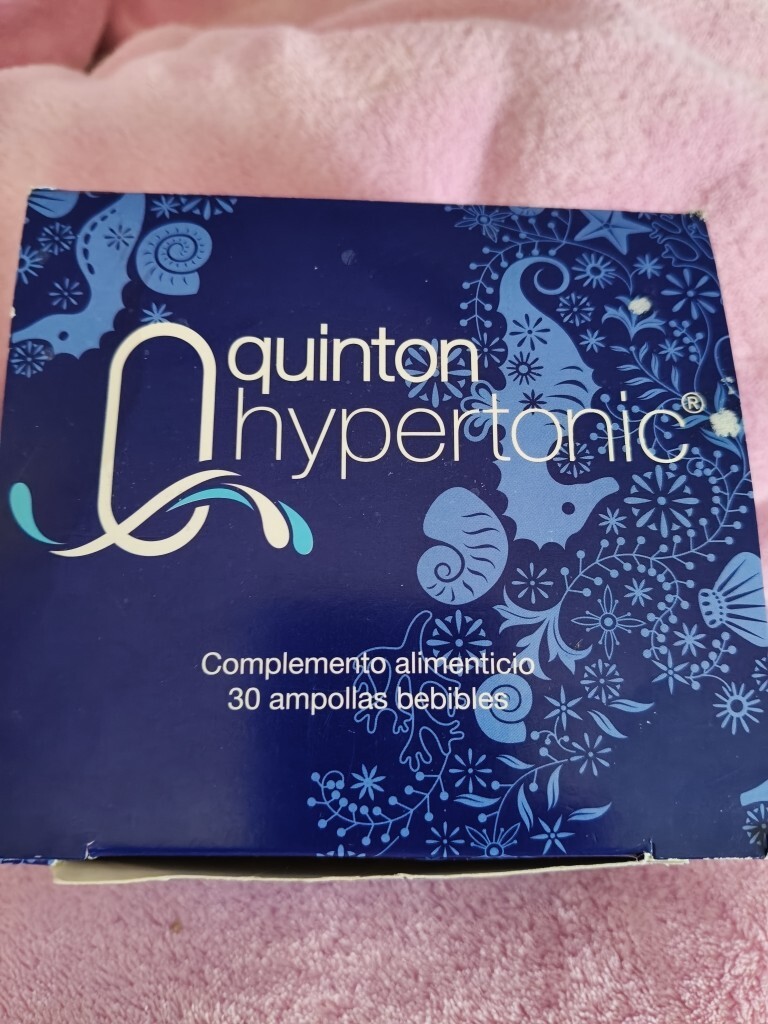 quinton
hypertonic®
Complemento alimenticio
30 ampollas bebibles